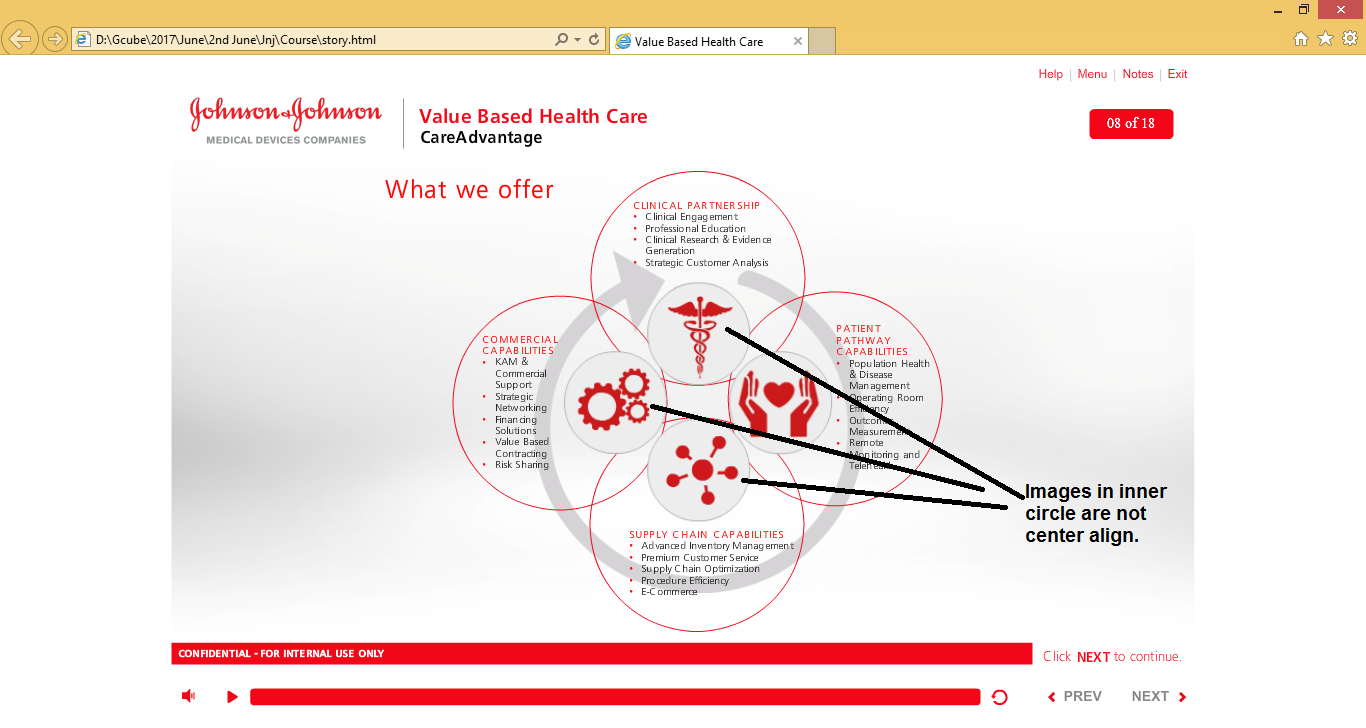 D:\Gcube\2017\June\2nd June\Jnj\Course\story.html
Value Based Health Care
Help | Menu | Notes | Exit
Johnson & Johnson
MEDICAL DEVICES COMPANIES
Value Based Health Care
CareAdvantage
08 of 18
What we offer
CLINICAL PARTNERSHIP
• Clinical Engagement
• Professional Education
• Clinical Research & Evidence
Generation
• Strategic Customer Analysis
COMMERCIAL
CAPABILITIES
• KAM &
Commercial
Support
• Strategic
Networking
• Financing
Solutions
• Value Based
Contracting
• Risk Sharing
PATIENT
PATHWAY
CAPABILITIES
• Population Health
& Disease
Management
• Operating Room
Efficiency
• Outcomes
Measurement
• Remote
Monitoring and
Telehealth
SUPPLY CHAIN CAPABILITIES
• Advanced Inventory Management
• Premium Customer Service
• Supply Chain Optimization
• Procedure Efficiency
• E-Commerce
Images in inner
circle are not
center align.
CONFIDENTIAL - FOR INTERNAL USE ONLY
Click NEXT to continue.
PREV NEXT